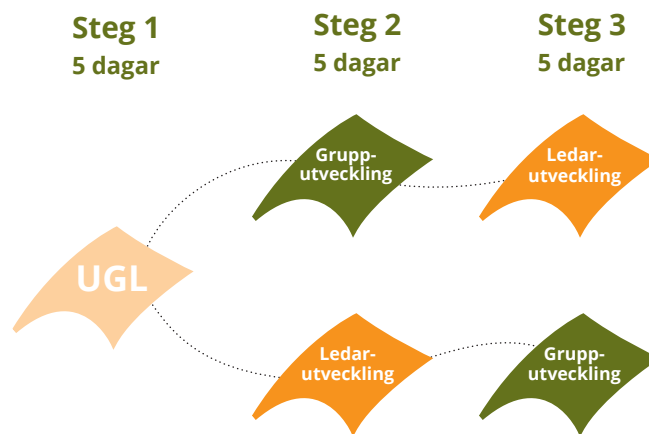 Steg 1
5 dagar
Steg 2
5 dagar
Steg 3
5 dagar
Grupp-
utveckling
Ledar-
utveckling
UGL
Ledar-
utveckling
Grupp-
utveckling